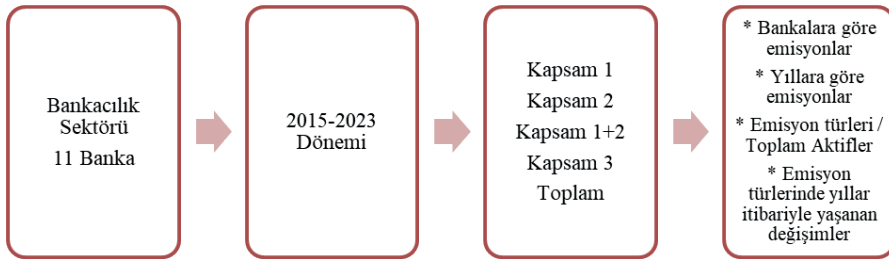 Bankacılık
Sektörü
11 Banka
2015-2023
Dönemi
Kapsam 1
Kapsam 2
Kapsam 1+2
Kapsam 3
Toplam
* Bankalara göre
emisyonlar
* Yıllara göre
emisyonlar
* Emisyon türleri /
Toplam Aktifler
* Emisyon
türlerinde yıllar
itibariyle yaşanan
değişimler